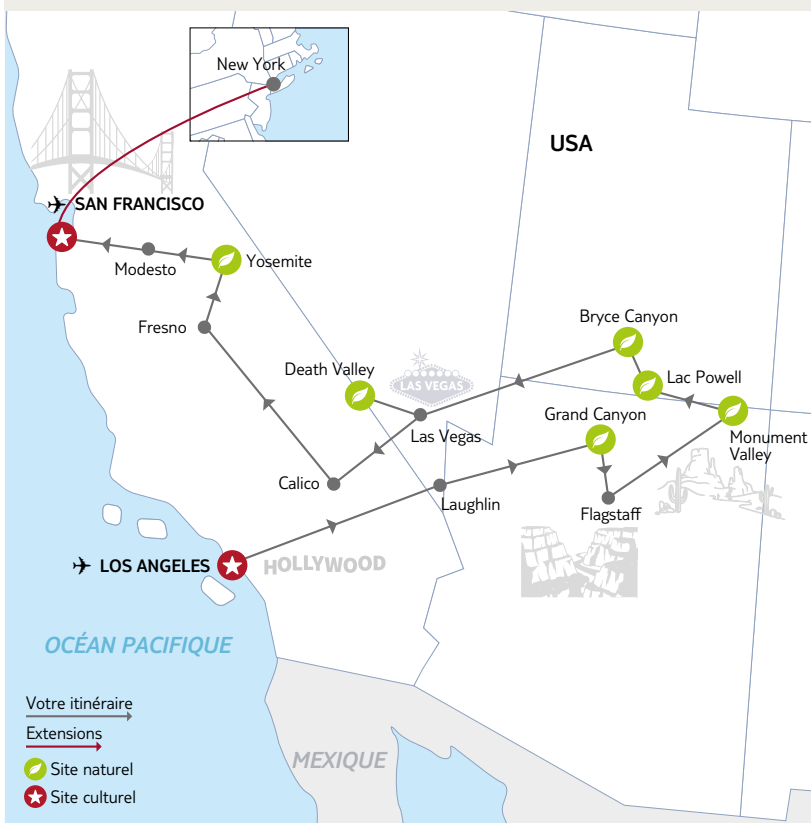 New York
USA
SAN FRANCISCO
Modesto
Yosemite
Fresno
Bryce Canyon
Death Valley
LAS VEGAS
Lac Powell
Las Vegas
Grand Canyon
Monument
Valley
Calico
Laughlin
Flagstaff
LOS ANGELES
HOLLYWOOD
OCÉAN PACIFIQUE
MEXIQUE
Votre itinéraire
Extensions
Site naturel
Site culturel